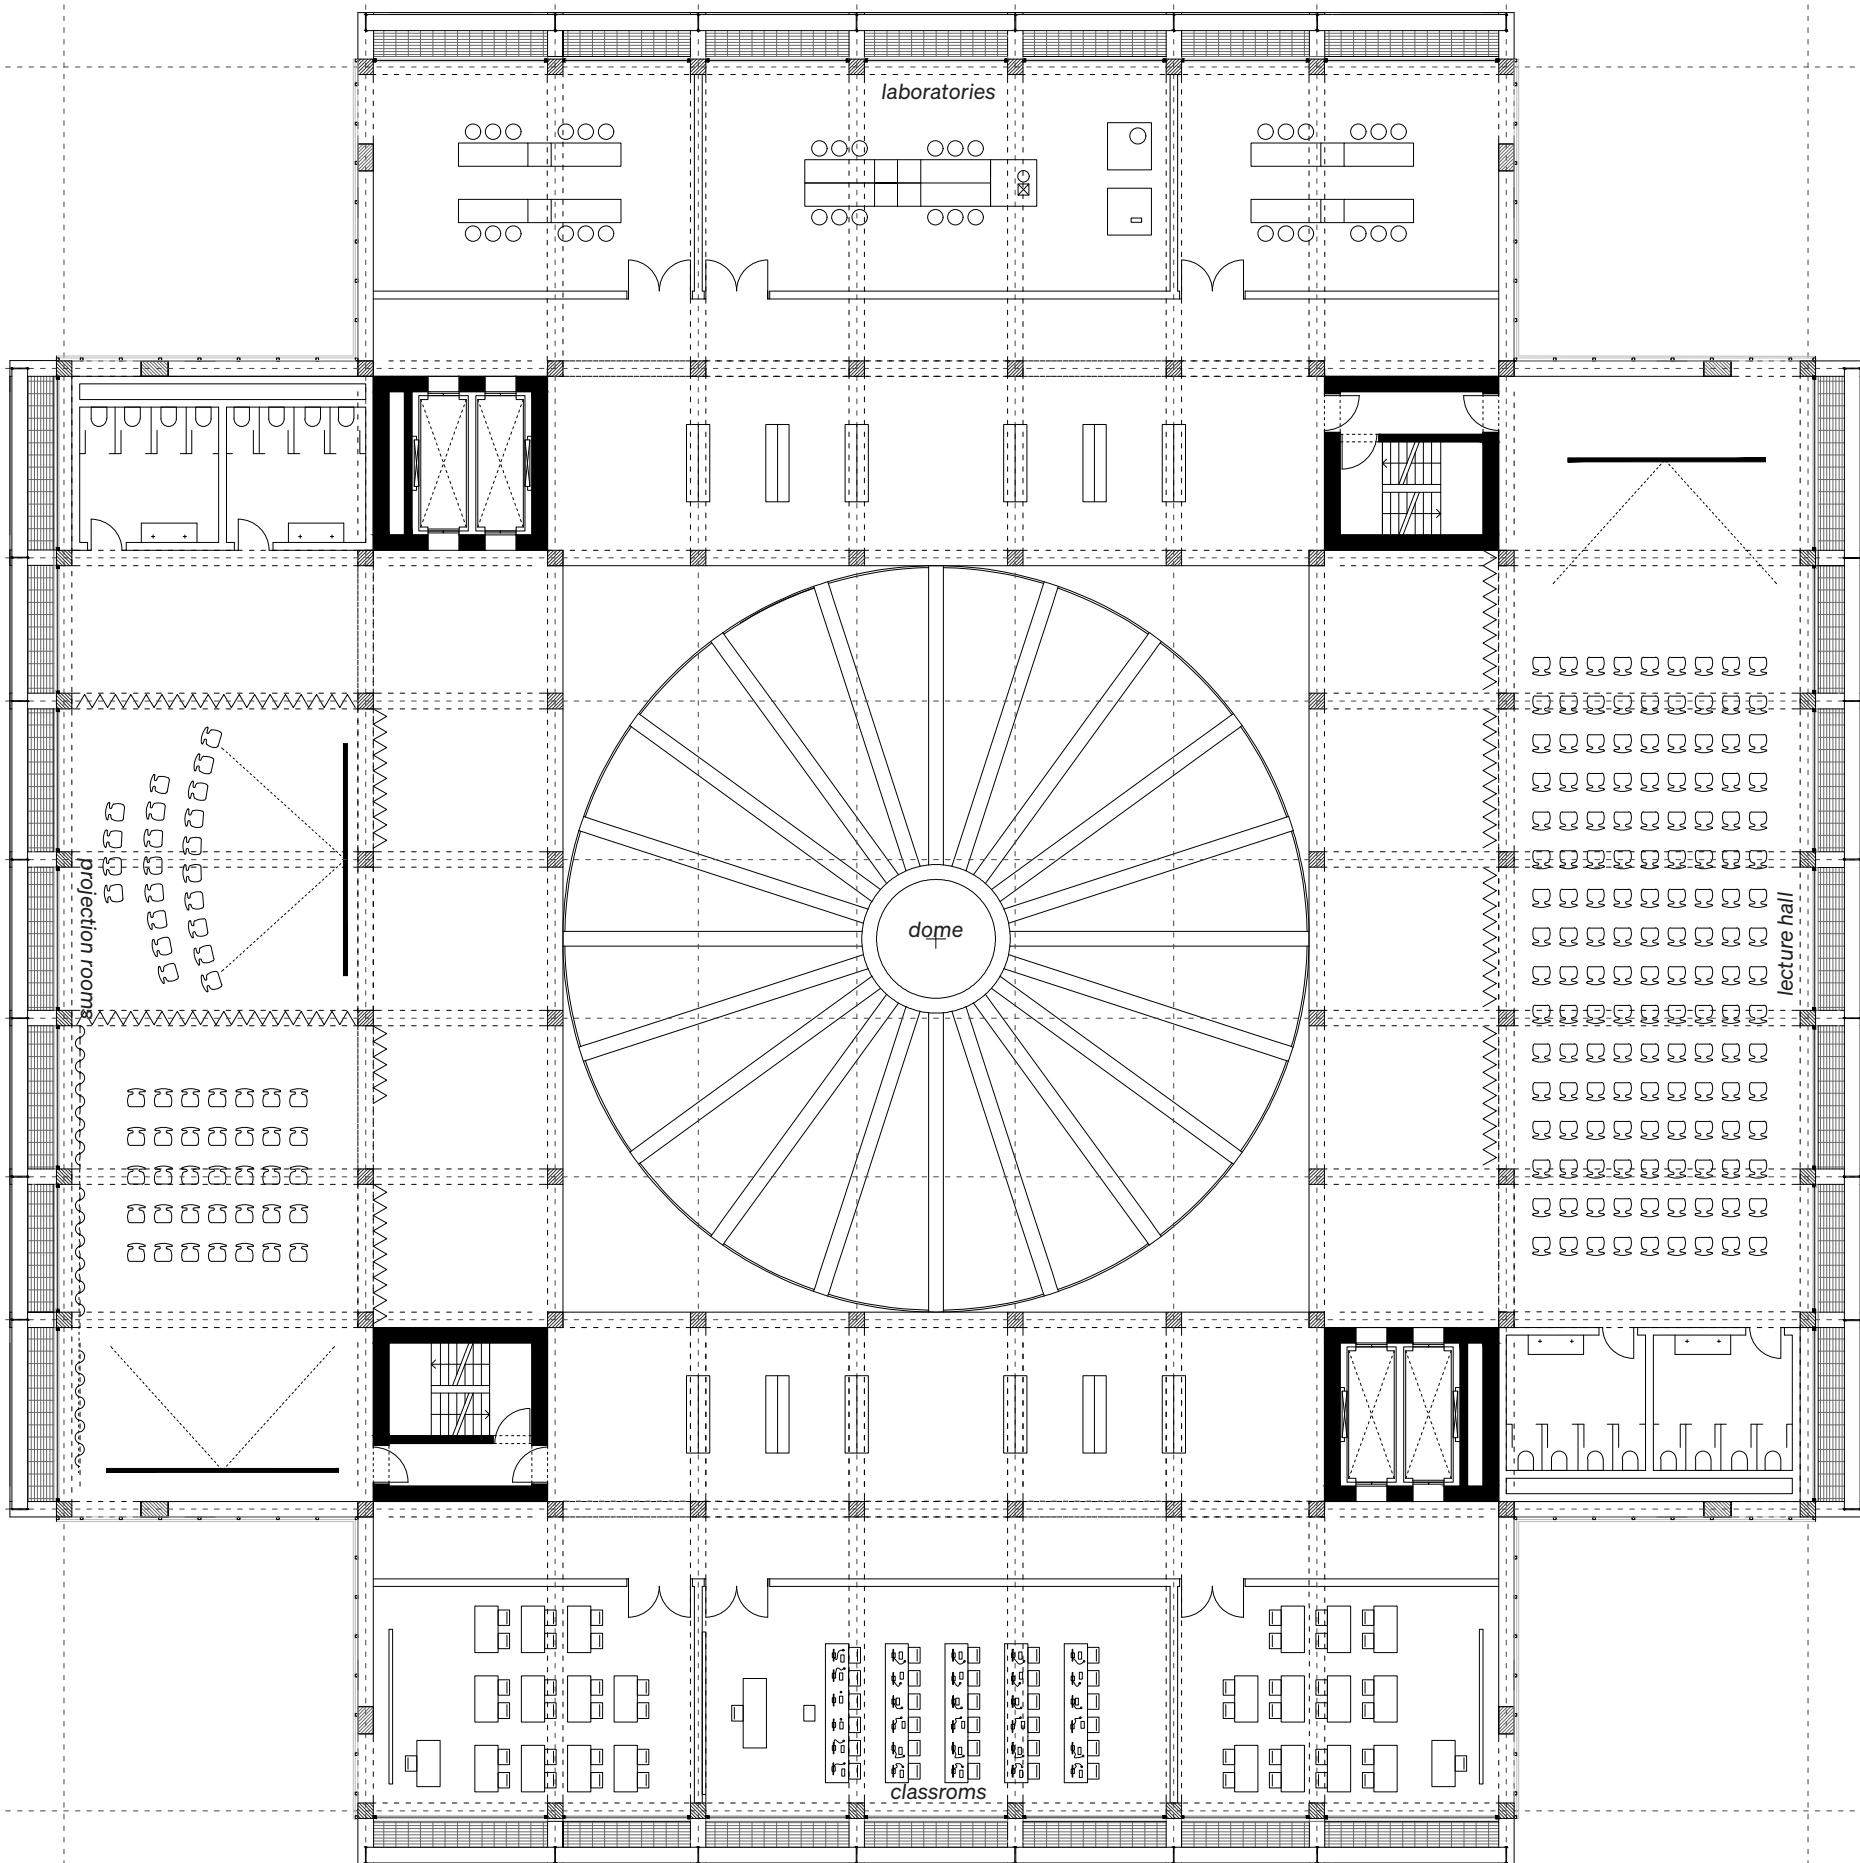 laboratories
projection rooms
dome
lecture hall
classroms